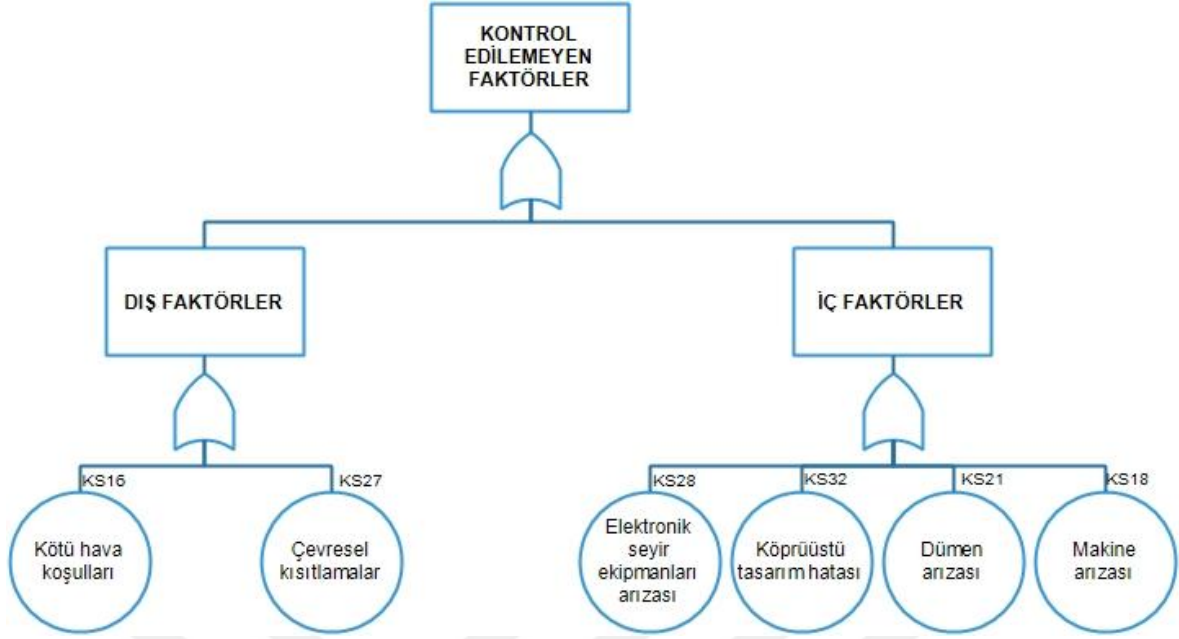 KONTROL
EDİLEMEYEN
FAKTÖRLER
DIŞ FAKTÖRLER
İÇ FAKTÖRLER
KS16
KS27
KS28
KS32
KS21
KS18
Kötü hava
koşulları
Çevresel
kısıtlamalar
Elektronik
seyir
ekipmanları
arızası
Köprüüstü
tasarım hatası
Dümen
arızası
Makine
arızası